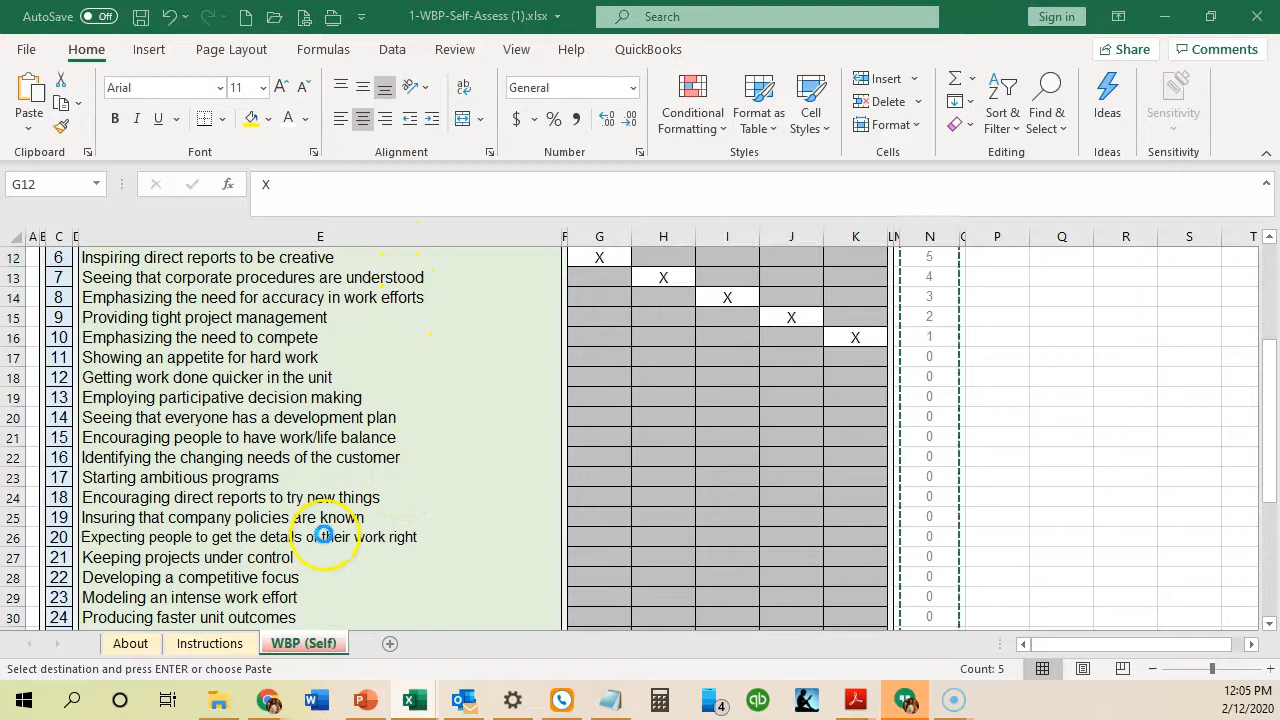 AutoSave Off 1-WBP-Self-Assess (1).xlsx Search Sign in
File Home Insert Page Layout Formulas Data Review View Help QuickBooks Share Comments
Arial 11 General Insert
Paste Conditional Format as Cell Delete Sort & Find & Ideas Sensitivity
B I U $ % Formatting Table Styles Format Filter Select
Clipboard Font Alignment Number Styles Cells Editing Ideas Sensitivity
G12 fx X
A B C D E F G H I J K L M N O P Q R S T
12 6 Inspiring direct reports to be creative X 5
13 7 Seeing that corporate procedures are understood X 4
14 8 Emphasizing the need for accuracy in work efforts X 3
15 9 Providing tight project management X 2
16 10 Emphasizing the need to compete X 1
17 11 Showing an appetite for hard work 0
18 12 Getting work done quicker in the unit 0
19 13 Employing participative decision making 0
20 14 Seeing that everyone has a development plan 0
21 15 Encouraging people to have work/life balance 0
22 16 Identifying the changing needs of the customer 0
23 17 Starting ambitious programs 0
24 18 Encouraging direct reports to try new things 0
25 19 Insuring that company policies are known 0
26 20 Expecting people to get the details of their work right 0
27 21 Keeping projects under control 0
28 22 Developing a competitive focus 0
29 23 Modeling an intense work effort 0
30 24 Producing faster unit outcomes 0
About Instructions WBP (Self)
Select destination and press ENTER or choose Paste Count: 5
4 qb 12:05 PM
2/12/2020